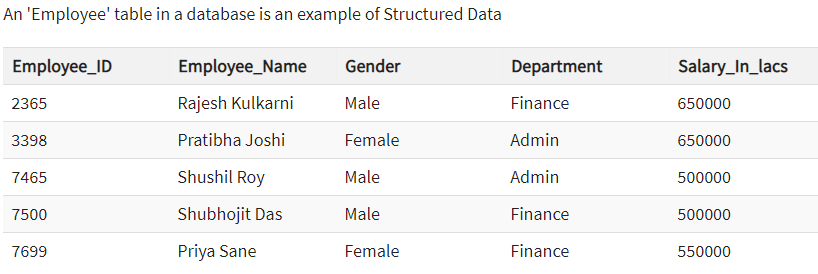 An 'Employee' table in a database is an example of Structured Data
Employee_ID Employee_Name Gender Department Salary_In_lacs
2365 Rajesh Kulkarni Male Finance 650000
3398 Pratibha Joshi Female Admin 650000
7465 Shushil Roy Male Admin 500000
7500 Shubhojit Das Male Finance 500000
7699 Priya Sane Female Finance 550000